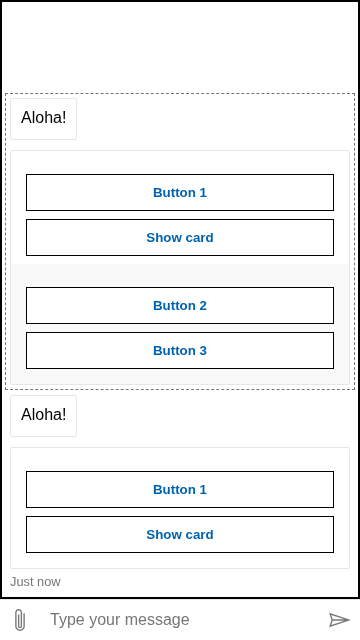 Aloha!
Button 1
Show card
Button 2
Button 3
Aloha!
Button 1
Show card
Just now
Type your message